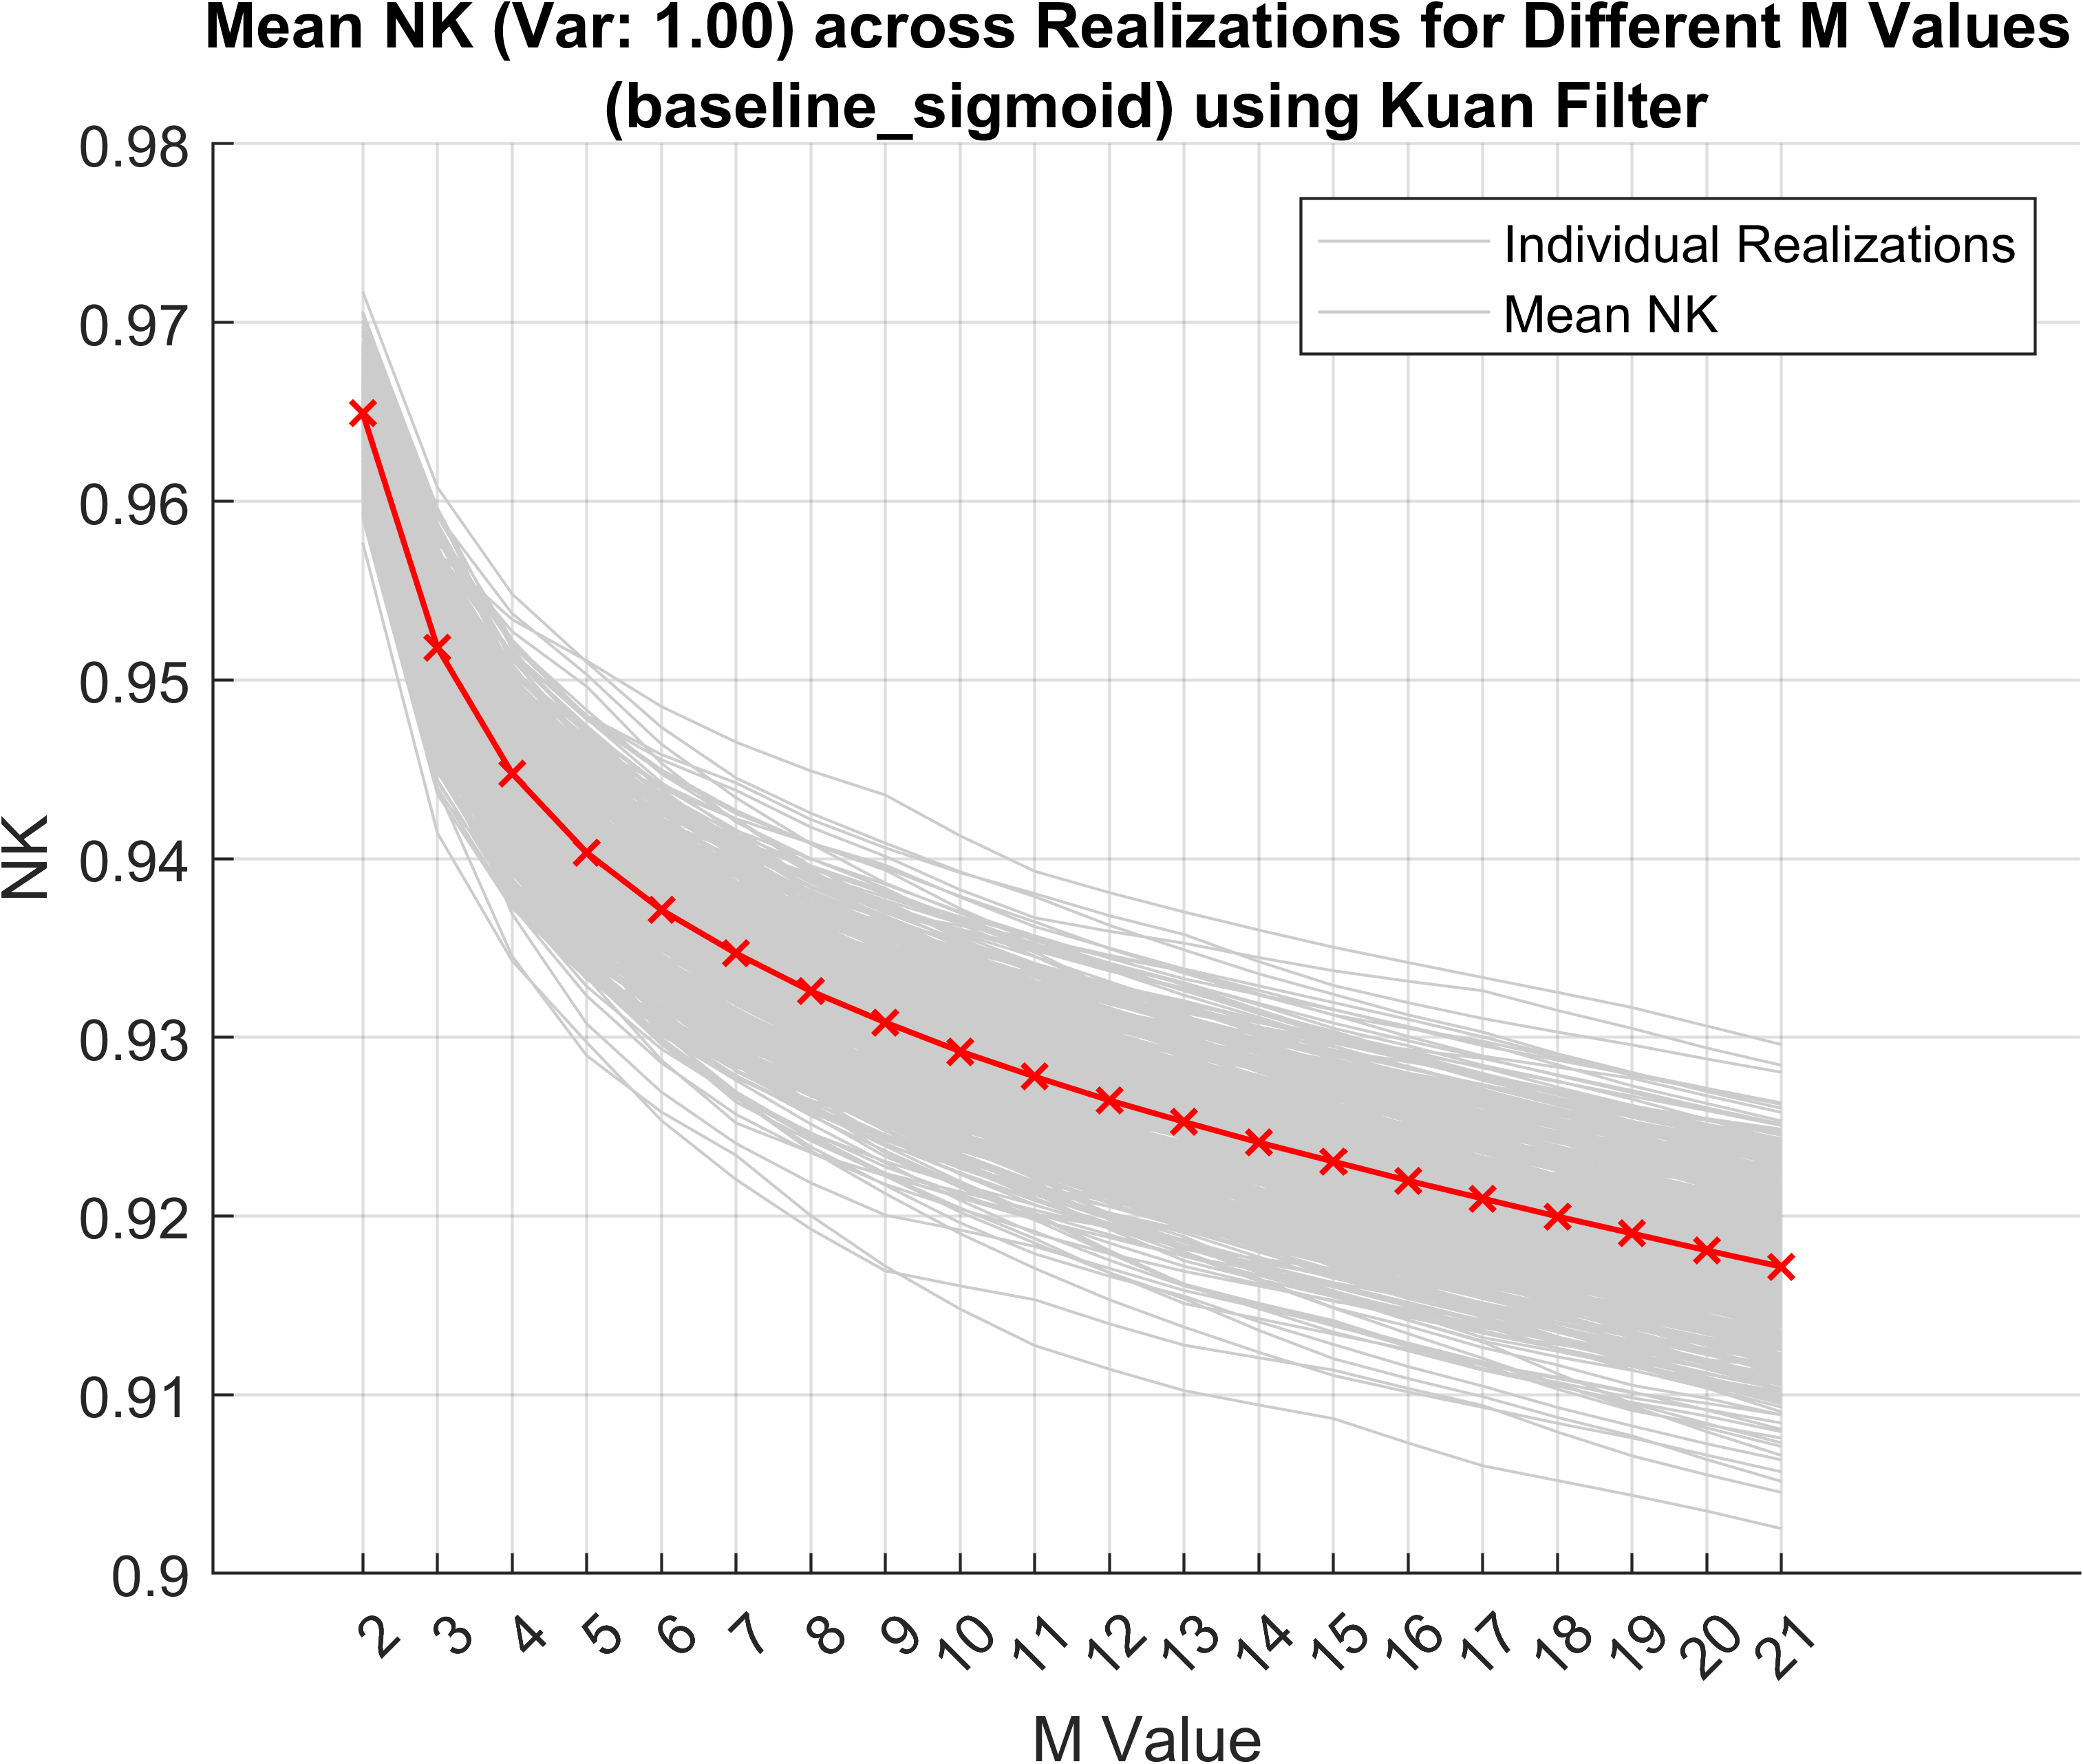 Mean NK (Var: 1.00) across Realizations for Different M Values
(baseline_sigmoid) using Kuan Filter
0.98
0.97
0.96
0.95
0.94
0.93
0.92
0.91
0.9
NK
Individual Realizations
Mean NK
2 3 4 5 6 7 8 9 10 11 12 13 14 15 16 17 18 19 20 21
M Value